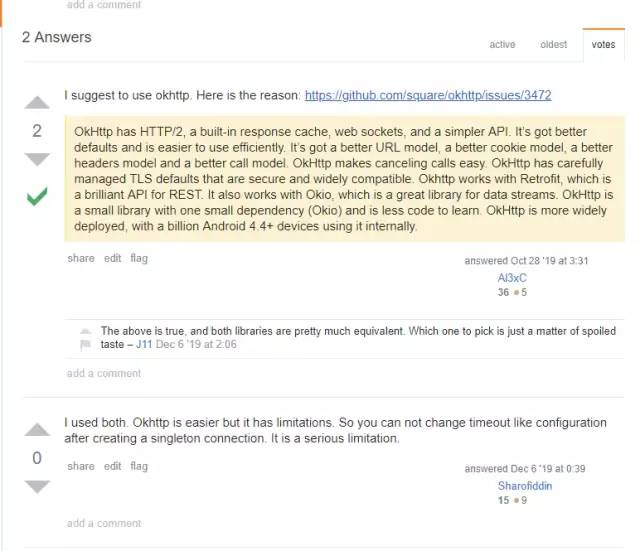 add a comment
2 Answers
active oldest votes
I suggest to use okhttp. Here is the reason: https://github.com/square/okhttp/issues/3472
2
OkHttp has HTTP/2, a built-in response cache, web sockets, and a simpler API. It's got better
defaults and is easier to use efficiently. It's got a better URL model, a better cookie model, a better
headers model and a better call model. OkHttp makes canceling calls easy. OkHttp has carefully
managed TLS defaults that are secure and widely compatible. Okhttp works with Retrofit, which is
a brilliant API for REST. It also works with Okio, which is a great library for data streams. OkHttp is
a small library with one small dependency (Okio) and is less code to learn. OkHttp is more widely
deployed, with a billion Android 4.4+ devices using it internally.
share edit flag
answered Oct 28 '19 at 3:31
Al3xC
36 5
The above is true, and both libraries are pretty much equivalent. Which one to pick is just a matter of spoiled
taste – J11 Dec 6 '19 at 2:06
add a comment
I used both. Okhttp is easier but it has limitations. So you can not change timeout like configuration
after creating a singleton connection. It is a serious limitation.
0
share edit flag
answered Dec 6 '19 at 0:39
Sharofiddin
15 9
add a comment